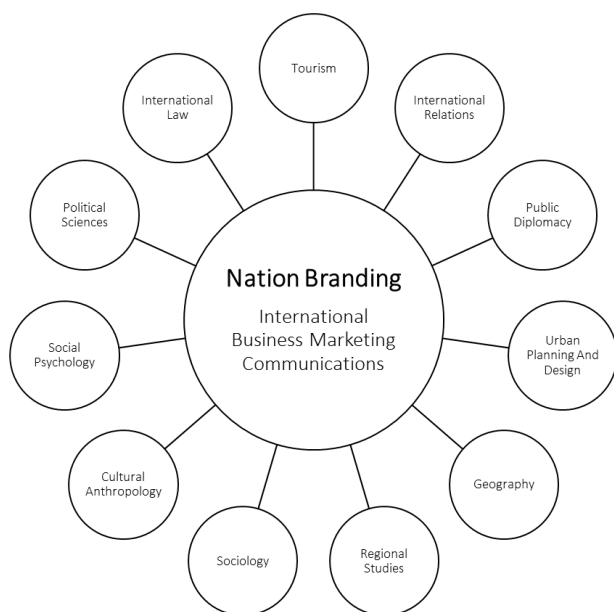 Tourism
International
Relations
Public
Diplomacy
Urban
Planning And
Design
Geography
Regional
Studies
Sociology
Cultural
Anthropology
Social
Psychology
Political
Sciences
International
Law
Nation Branding
International
Business Marketing
Communications